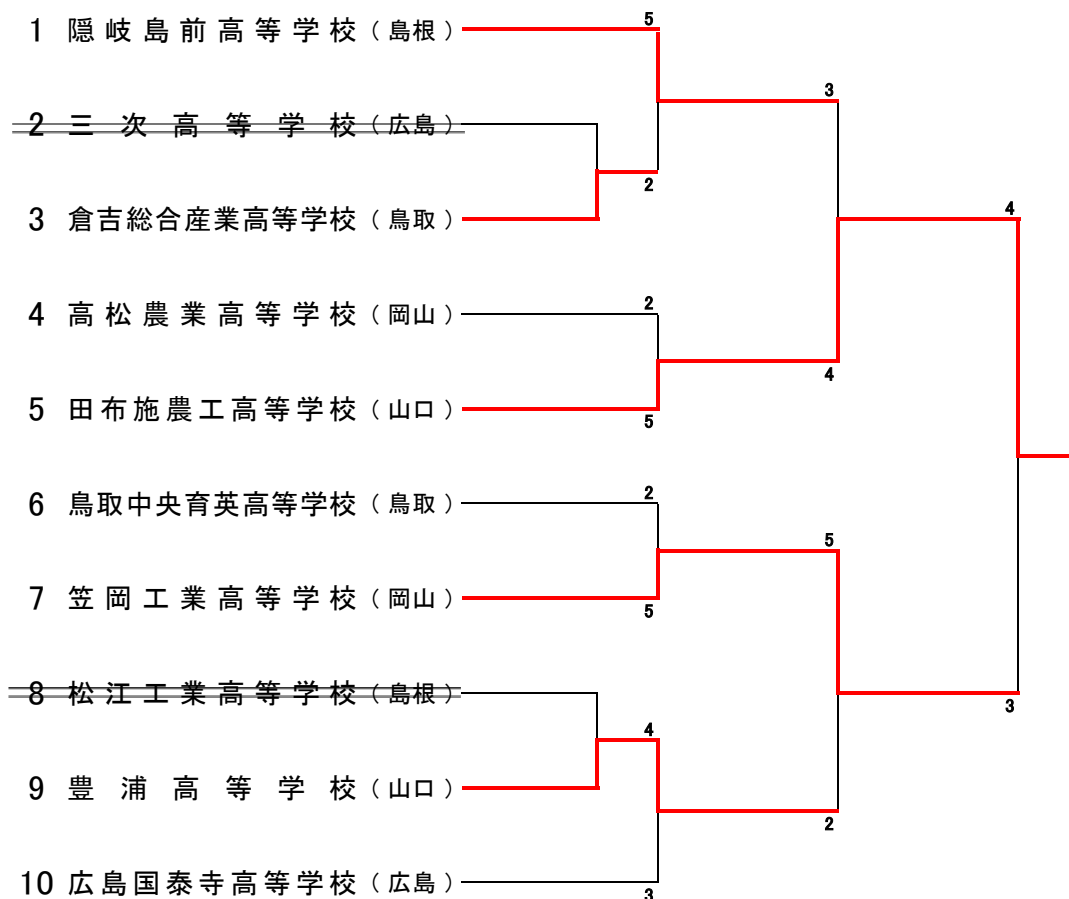 5
1 隠岐島前高等学校（島根）
3
2 三次高等学校（広島）
2
4
3 倉吉総合産業高等学校（鳥取）
2
4 高松農業高等学校（岡山）
4
5 田布施農工高等学校（山口）
5
2
6 鳥取中央育英高等学校（鳥取）
5
7 笠岡工業高等学校（岡山）
5
8 松江工業高等学校（島根）
3
4
9 豊浦高等学校（山口）
2
10 広島国泰寺高等学校（広島）
3